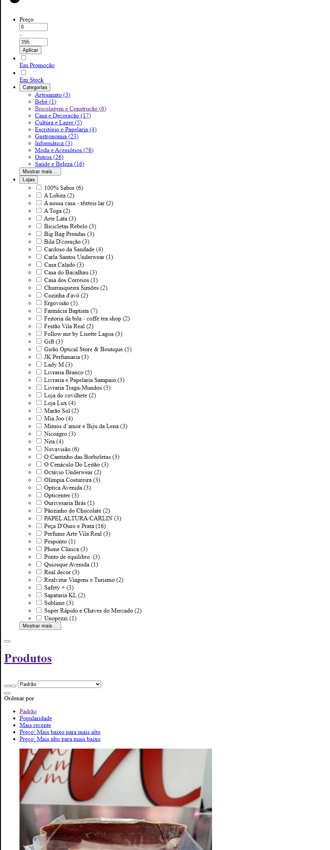 Preço
0
-
395
Aplicar
Em Promoção
Em Stock
Categorias
Artesanato (3)
Bebé (1)
Bricolagem e Construção (6)
Casa e Decoração (17)
Cultura e Lazer (5)
Escritório e Papelaria (4)
Gastronomia (23)
Informática (3)
Moda e Acessórios (76)
Outros (26)
Saúde e Beleza (16)
Mostrar mais ...
Lojas
100% Sabor (6)
A Lobita (2)
A nossa casa - têxteis lar (2)
A Toga (2)
Arte Lata (3)
Bicicletas Rebelo (3)
Big Bag Prendas (3)
Bila D'coração (3)
Cardoso da Saudade (4)
Carla Santos Underwear (1)
Casa Calado (3)
Casa do Bacalhau (3)
Casa dos Correios (1)
Churrasqueira Simões (2)
Cozinha d'avó (2)
Ergovisão (5)
Farmácia Baptista (7)
Feitoria da bila - coffe tea shop (2)
Festão Vila Real (2)
Follow me by Lisette Lagoa (3)
Gift (3)
Girão Optical Store & Boutique (5)
JK Perfumaria (3)
Lady M (3)
Livraria Branco (5)
Livraria e Papelaria Sampaio (3)
Livraria Traga-Mundos (3)
Loja do covilhete (2)
Loja Lux (4)
Marão Sol (2)
Mia Joo (4)
Mimos d´amor e Biju da Lena (3)
Nicoagro (3)
Nita (4)
Novavisão (6)
O Cantinho das Borboletas (3)
O Cenáculo Do Leitão (3)
Octávio Underwear (2)
Olímpia Costureira (3)
Optica Avenida (3)
Opticenter (3)
Ourivesaria Brás (1)
Pãozinho do Chocolate (2)
PAPEL ALTURA/CARLIN (3)
Peça D'Ouro e Prata (16)
Perfume Arte Vila Real (3)
Pesponto (1)
Phone Clínica (3)
Ponto de equilibro (3)
Quiosque Avenida (1)
Real decor (3)
Realvitur Viagens e Turismo (2)
Safety + (3)
Sapataria KL (2)
Sublime (3)
Super Rápido e Chaves do Mercado (2)
Unopezzi (1)
Mostrar mais ...
Produtos
Padrão
Ordenar por
Padrão
Popularidade
Mais recente
Preço: Mais baixo para mais alto
Preço: Mais alto para mais baixo